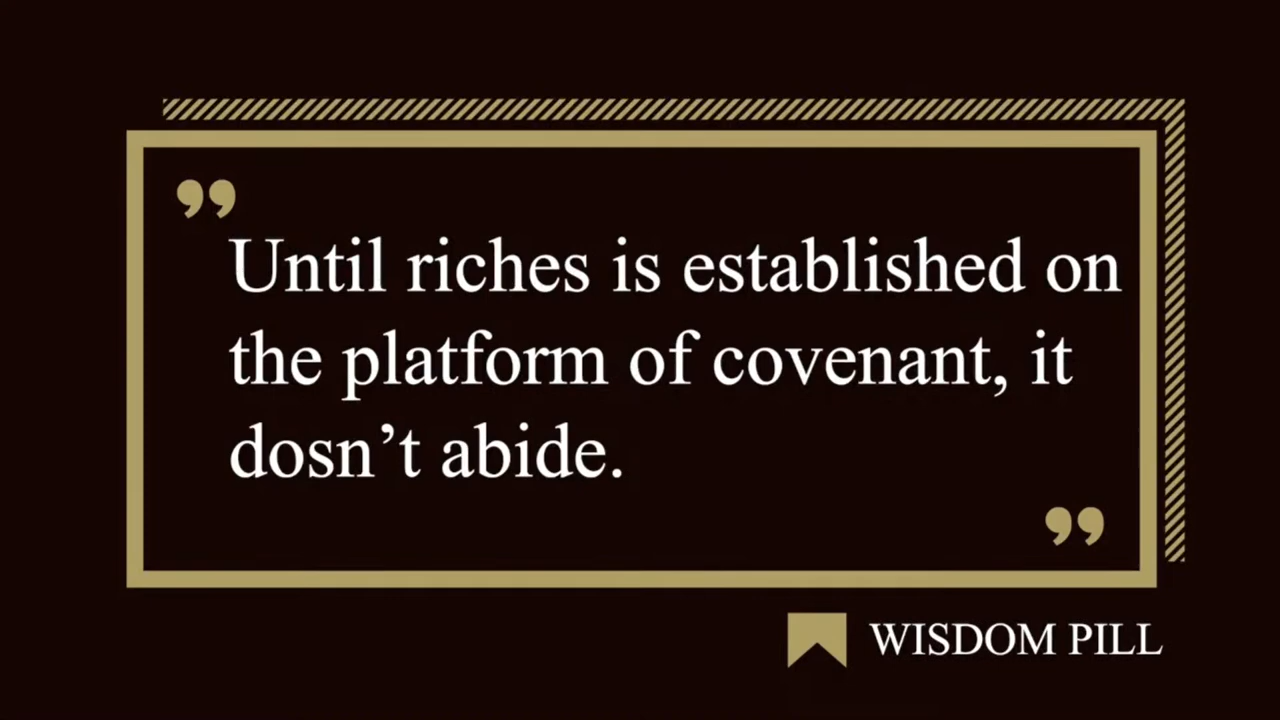 ”
Until riches is established on
the platform of covenant, it
dosn’t abide.
”
WISDOM PILL